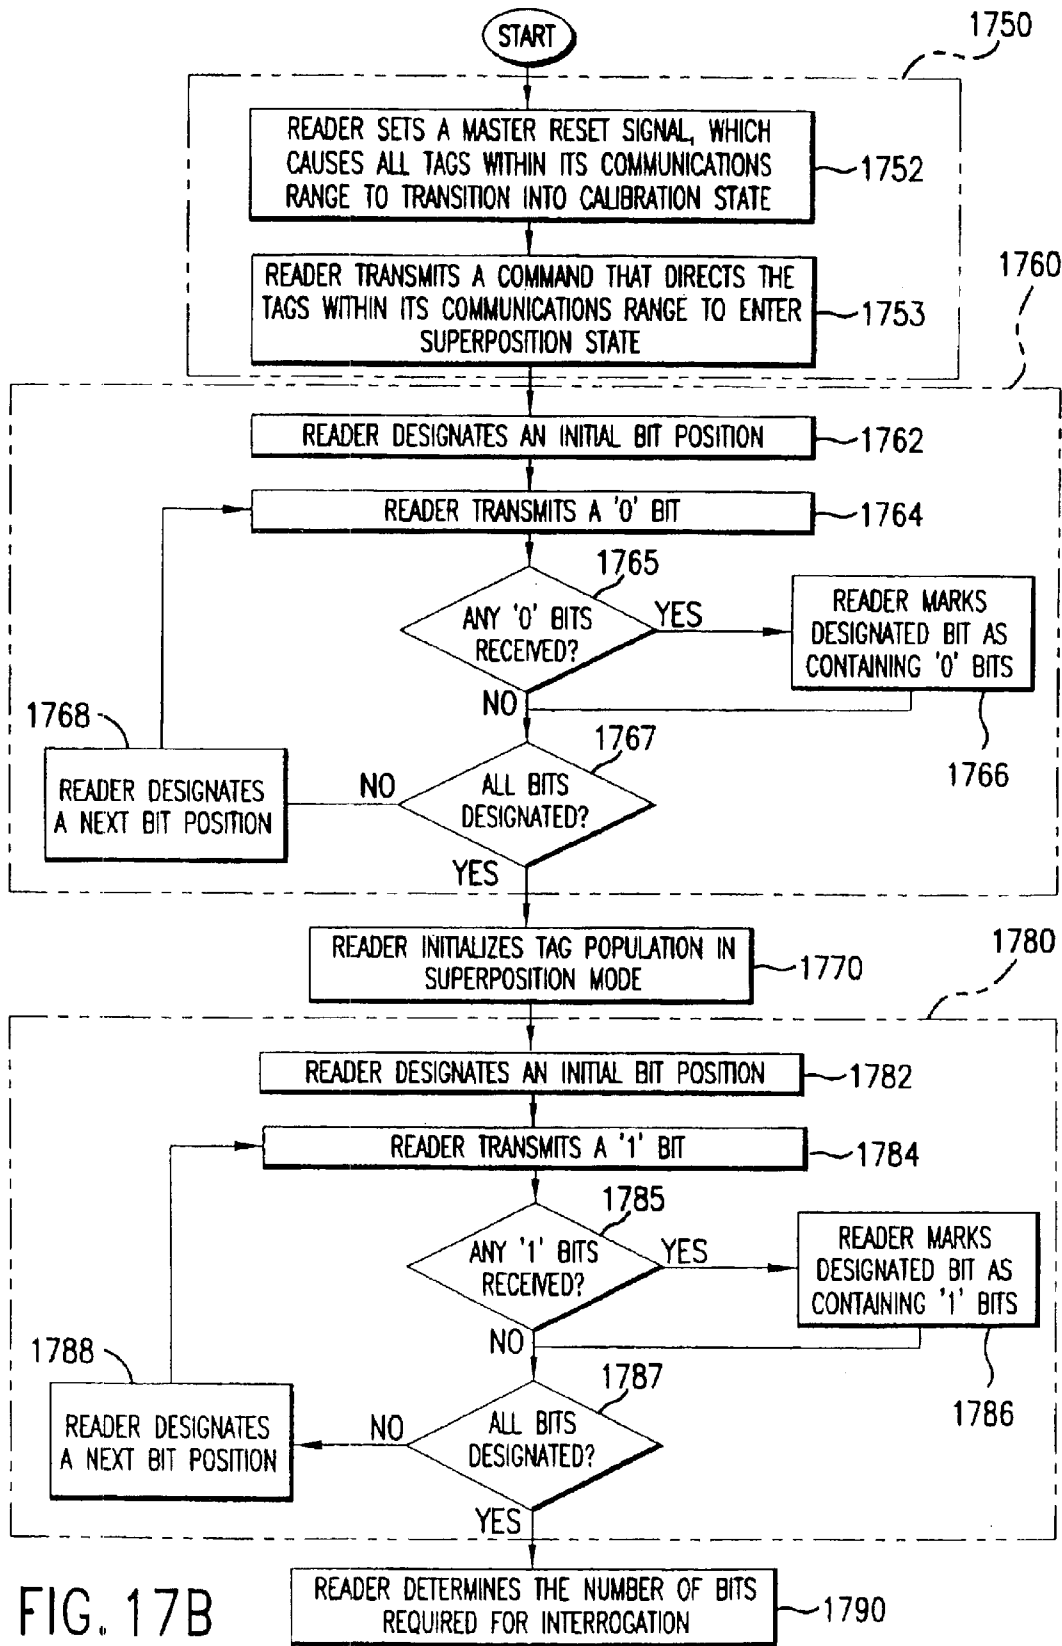 START
1750
READER SETS A MASTER RESET SIGNAL, WHICH
CAUSES ALL TAGS WITHIN ITS COMMUNICATIONS
RANGE TO TRANSITION INTO CALIBRATION STATE
1752
READER TRANSMITS A COMMAND THAT DIRECTS THE
TAGS WITHIN ITS COMMUNICATIONS RANGE TO ENTER
SUPERPOSITION STATE
1753
1760
READER DESIGNATES AN INITIAL BIT POSITION
1762
READER TRANSMITS A '0' BIT
1764
1765
ANY '0' BITS
RECEIVED?
YES
READER MARKS
DESIGNATED BIT AS
CONTAINING '0' BITS
1766
NO
1768
READER DESIGNATES
A NEXT BIT POSITION
NO
1767
ALL BITS
DESIGNATED?
YES
READER INITIALIZES TAG POPULATION IN
SUPERPOSITION MODE
1770
1780
READER DESIGNATES AN INITIAL BIT POSITION
1782
READER TRANSMITS A '1' BIT
1784
1785
ANY '1' BITS
RECEIVED?
YES
READER MARKS
DESIGNATED BIT AS
CONTAINING '1' BITS
1786
NO
1788
READER DESIGNATES
A NEXT BIT POSITION
NO
1787
ALL BITS
DESIGNATED?
YES
READER DETERMINES THE NUMBER OF BITS
REQUIRED FOR INTERROGATION
1790
FIG. 17B